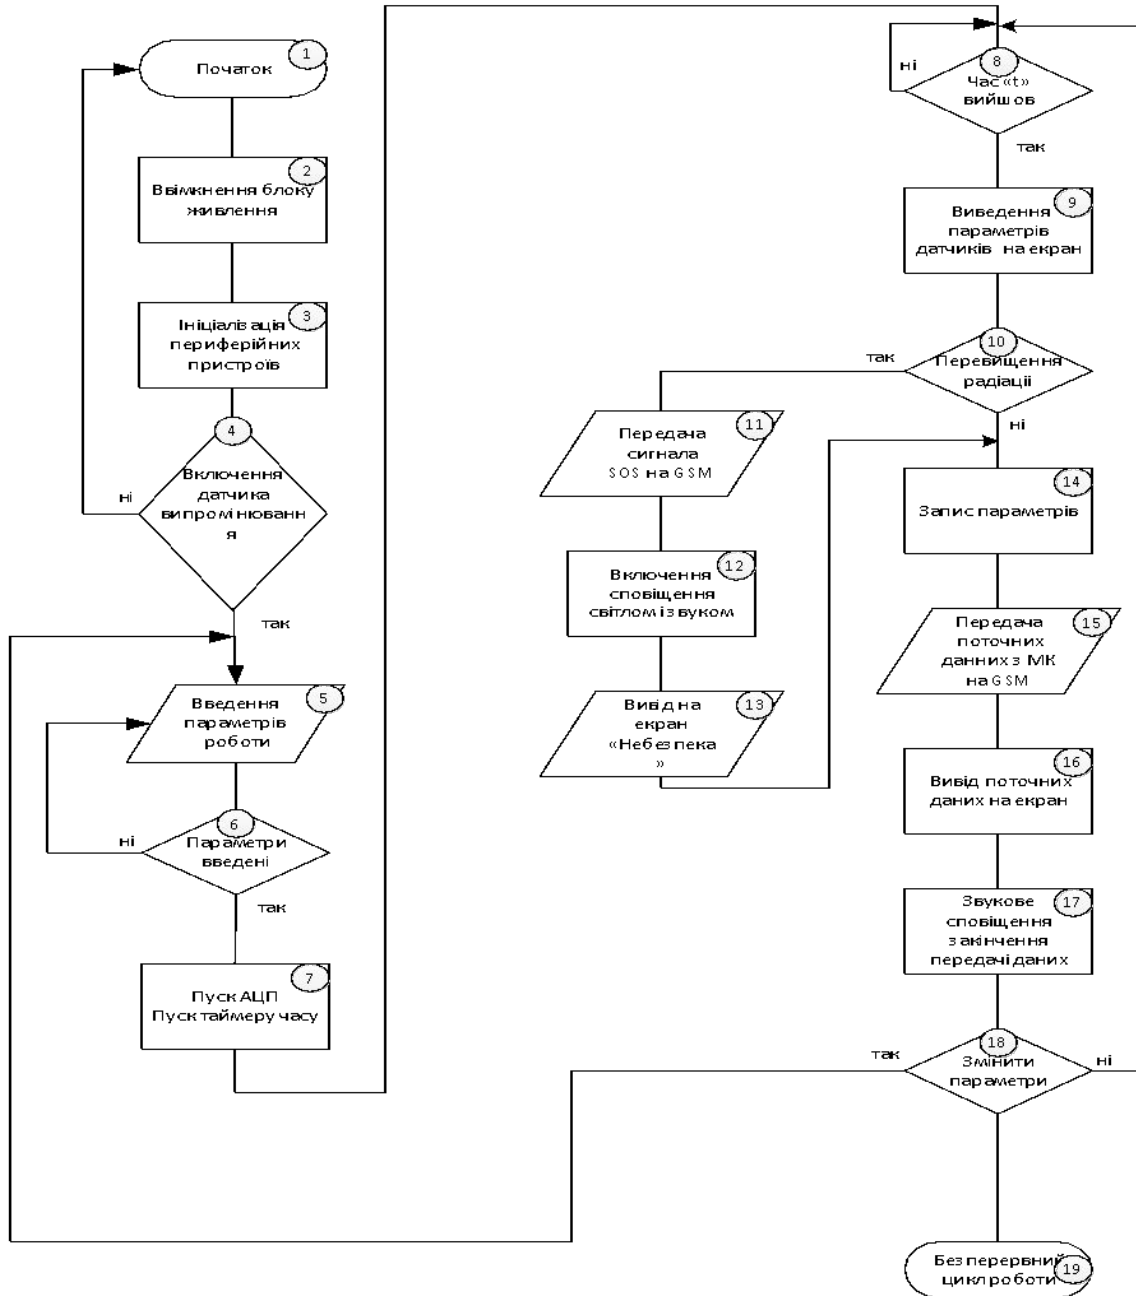 1
Початок
2
Ввімкнення блоку
живлення
3
Ініціалізація
периферійних
пристроїв
4
Включення
датчика
випромінюванн
я
ні
так
5
Введення
параметрів
роботи
6
Параметри
введені
ні
так
7
Пуск АЦП
Пуск таймеру часу
8
Час «t»
вийшов
ні
так
9
Виведення
параметрів
датчиків на екран
10
Перевищення
радіації
так
ні
11
Передача
сигнала
SOS на GSM
12
Включення
сповіщення
світлом і звуком
13
Вивід на
екран
«Небезпека
»
14
Запис параметрів
15
Передача
поточних
данних з МК
на GSM
16
Вивід поточних
даних на екран
17
Звукове
сповіщення
закінчення
передачі даних
18
Змінити
параметри
так
ні
19
Безперервний
цикл роботи